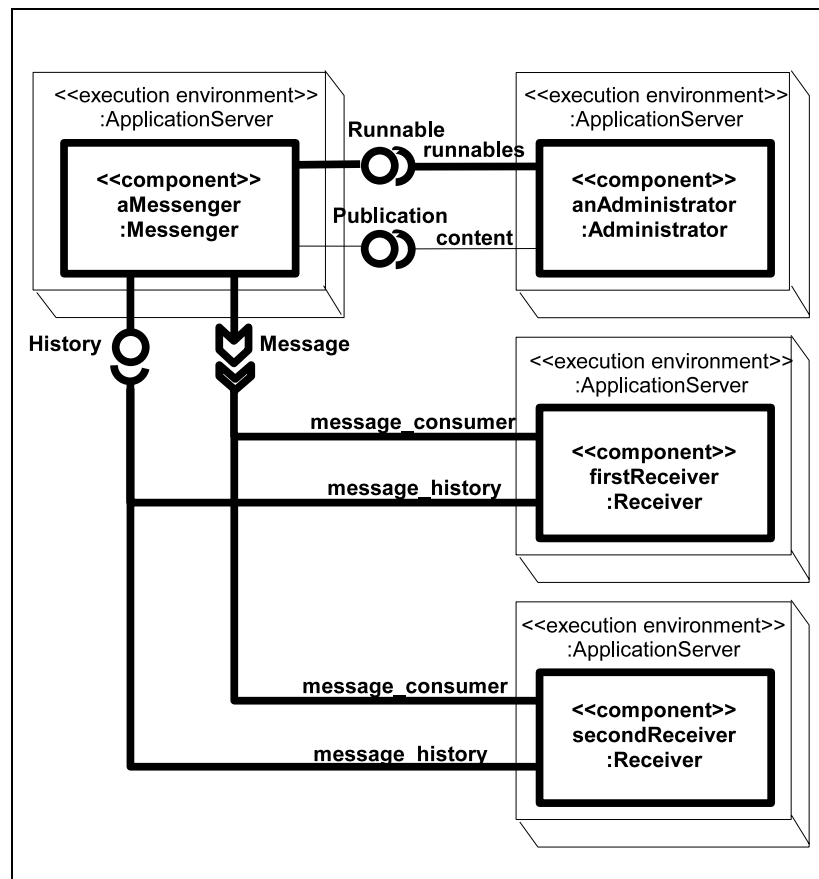 <<execution environment>>
:ApplicationServer
<<component>>
aMessenger
:Messenger
Runnable
runnables
Publication
content
<<execution environment>>
:ApplicationServer
<<component>>
anAdministrator
:Administrator
History
Message
<<execution environment>>
:ApplicationServer
message_consumer
message_history
<<component>>
firstReceiver
:Receiver
<<execution environment>>
:ApplicationServer
message_consumer
message_history
<<component>>
secondReceiver
:Receiver